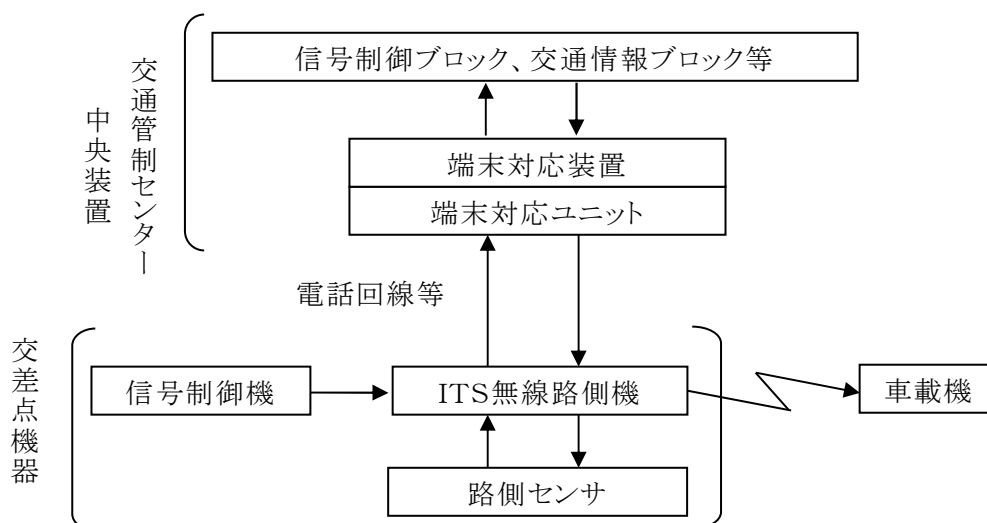 信号制御ブロック、交通情報ブロック等
交通管制センター
中央装置
端末対応装置
端末対応ユニット
電話回線等
交差点機器
信号制御機
ITS無線路側機
車載機
路側センサ